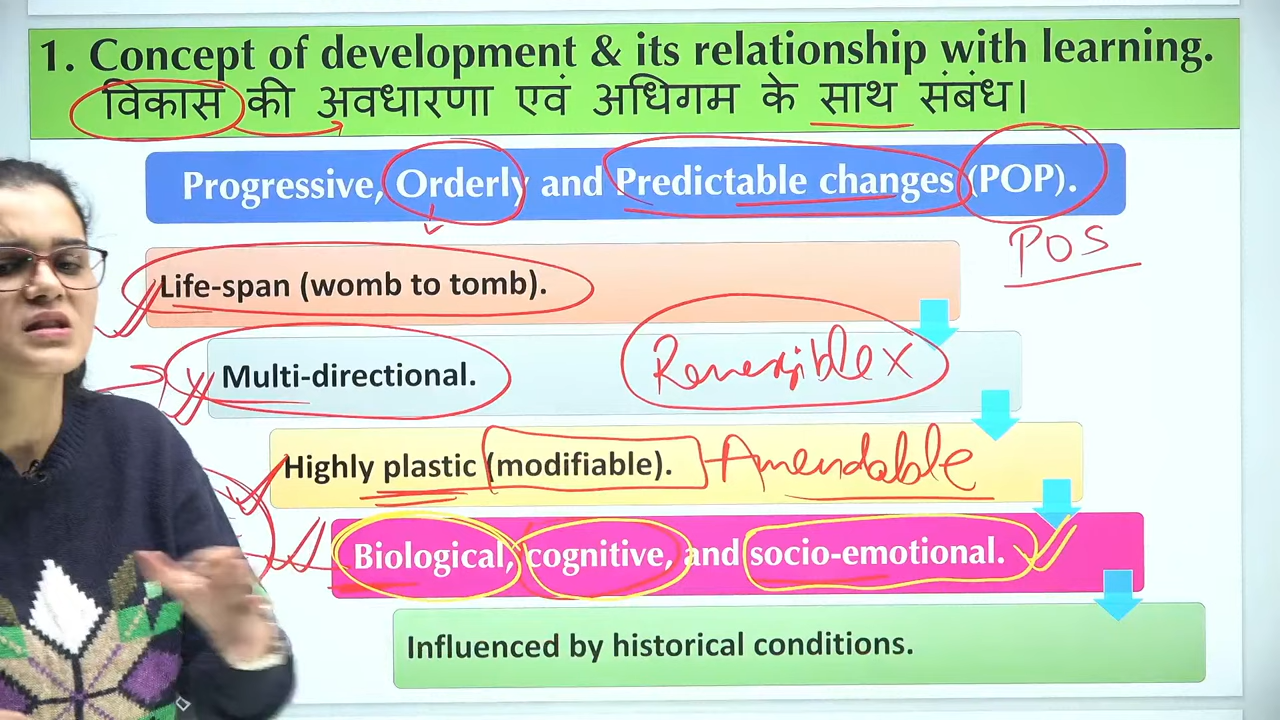 1. Concept of development & its relationship with learning.
विकास की अवधारणा एवं अधिगम के साथ संबंध।
Progressive, Orderly and Predictable changes (POP).
POS
Life-span (womb to tomb).
Multi-directional. Reversible X
Highly plastic (modifiable). Amendable
Biological, cognitive, and socio-emotional.
Influenced by historical conditions.